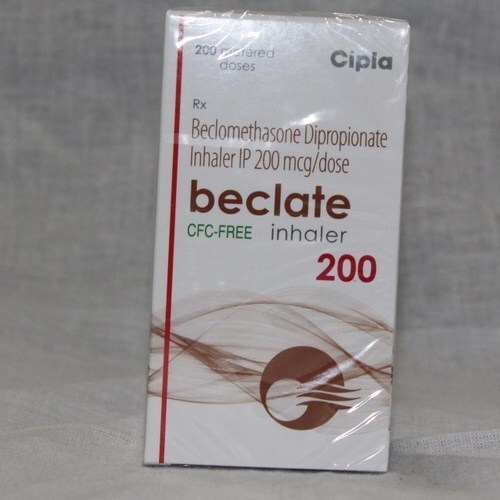 200 metered
doses
Cipla
Rx
Beclomethasone Dipropionate
Inhaler IP 200 mcg/dose
beclate
CFC-FREE inhaler
200